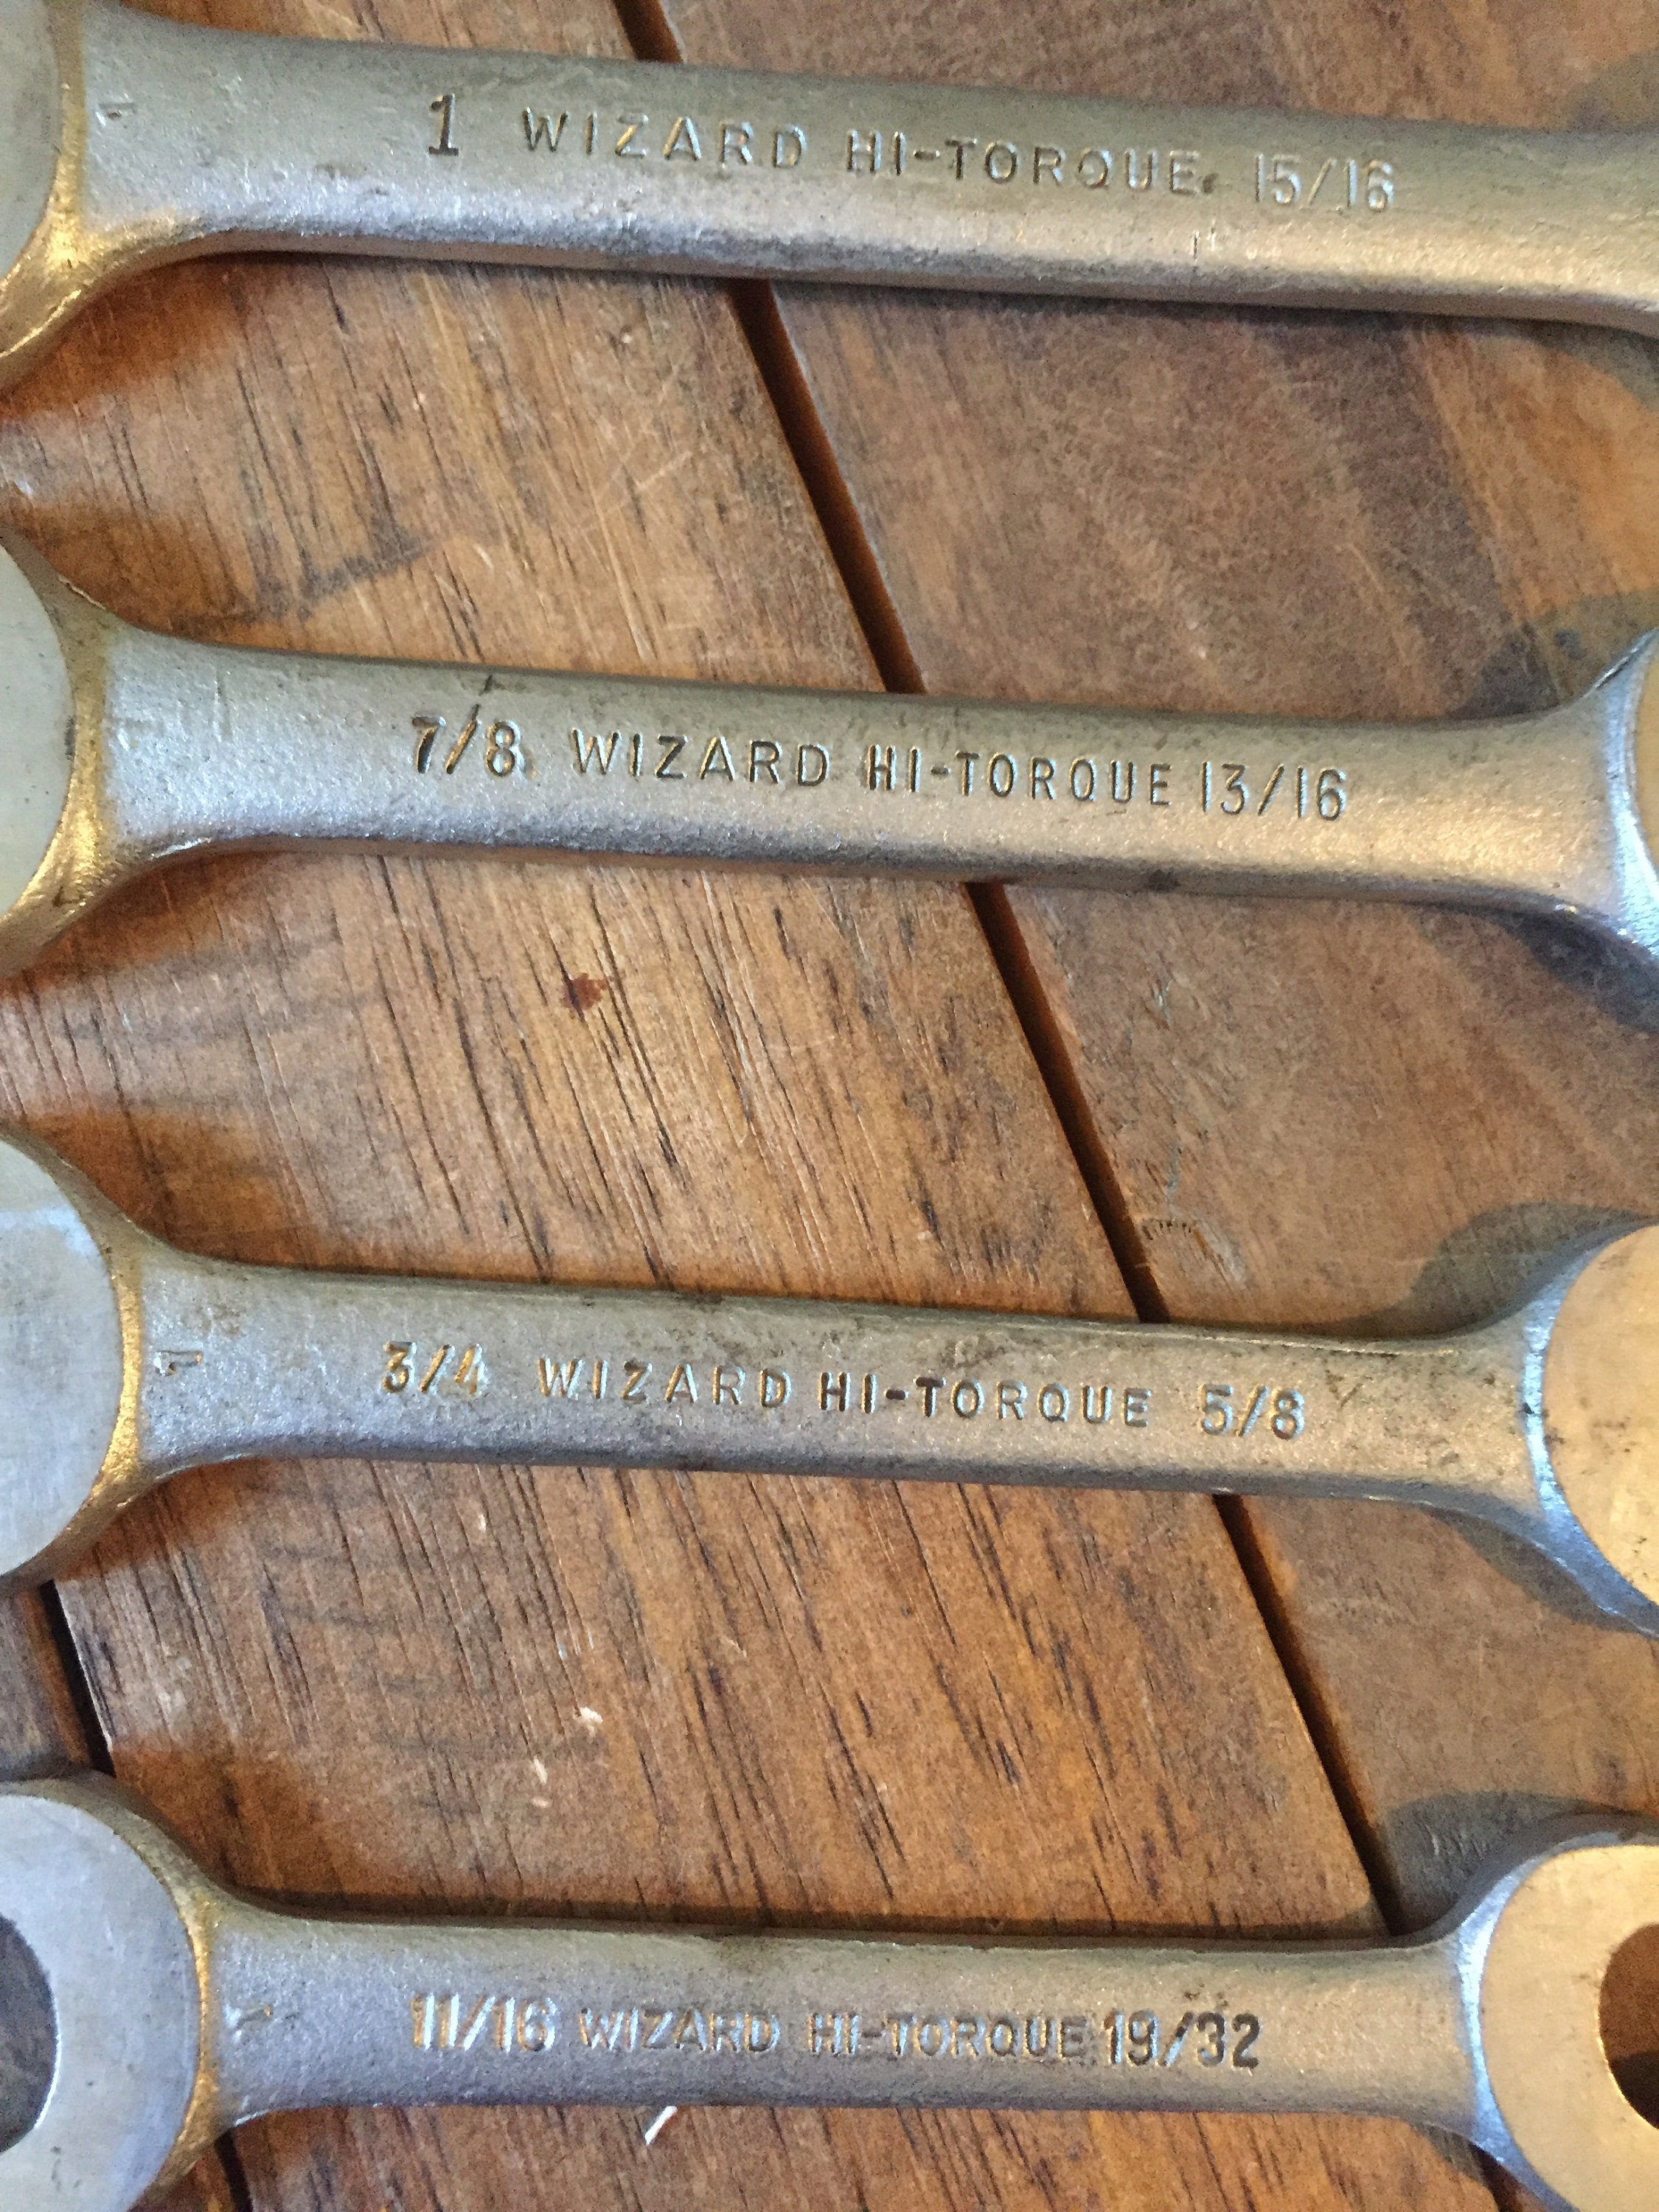 1 WIZARD HI-TORQUE 15/16
7/8 WIZARD HI-TORQUE 13/16
3/4 WIZARD HI-TORQUE 5/8
11/16 WIZARD HI-TORQUE 19/32